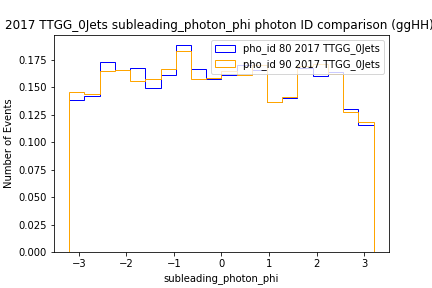 2017 TTGG_0Jets subleading_photon_phi photon ID comparison (ggHH)
pho_id 80 2017 TTGG_0Jets
pho_id 90 2017 TTGG_0Jets
Number of Events
0.175
0.150
0.125
0.100
0.075
0.050
0.025
0.000
−3 −2 −1 0 1 2 3
subleading_photon_phi